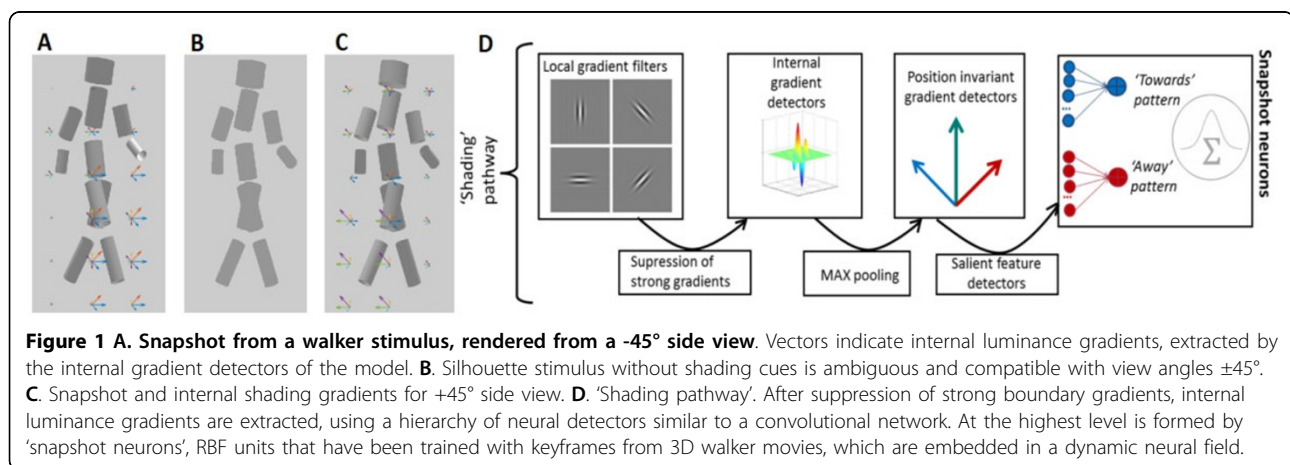 A
B
C
D
'Shading' pathway
Local gradient filters
Internal
gradient
detectors
Position invariant
gradient detectors
'Towards'
pattern
...
'Away'
pattern
...
Σ
Snapshot neurons
Supression of
strong gradients
MAX pooling
Salient feature
detectors
Figure 1 A. Snapshot from a walker stimulus, rendered from a -45° side view. Vectors indicate internal luminance gradients, extracted by
the internal gradient detectors of the model. B. Silhouette stimulus without shading cues is ambiguous and compatible with view angles ±45°.
C. Snapshot and internal shading gradients for +45° side view. D. 'Shading pathway'. After suppression of strong boundary gradients, internal
luminance gradients are extracted, using a hierarchy of neural detectors similar to a convolutional network. At the highest level is formed by
'snapshot neurons', RBF units that have been trained with keyframes from 3D walker movies, which are embedded in a dynamic neural field.